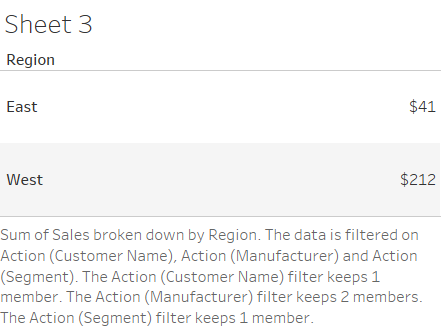 Sheet 3
Region
East $41
West $212
Sum of Sales broken down by Region. The data is filtered on
Action (Customer Name), Action (Manufacturer) and Action
(Segment). The Action (Customer Name) filter keeps 1
member. The Action (Manufacturer) filter keeps 2 members.
The Action (Segment) filter keeps 1 member.